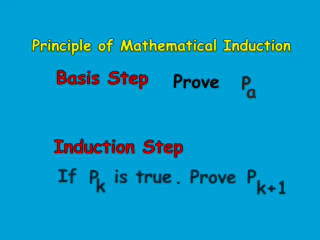 Principle of Mathematical Induction
Basis Step Prove Pₐ
Induction Step
If Pₖ is true. Prove Pₖ₊₁